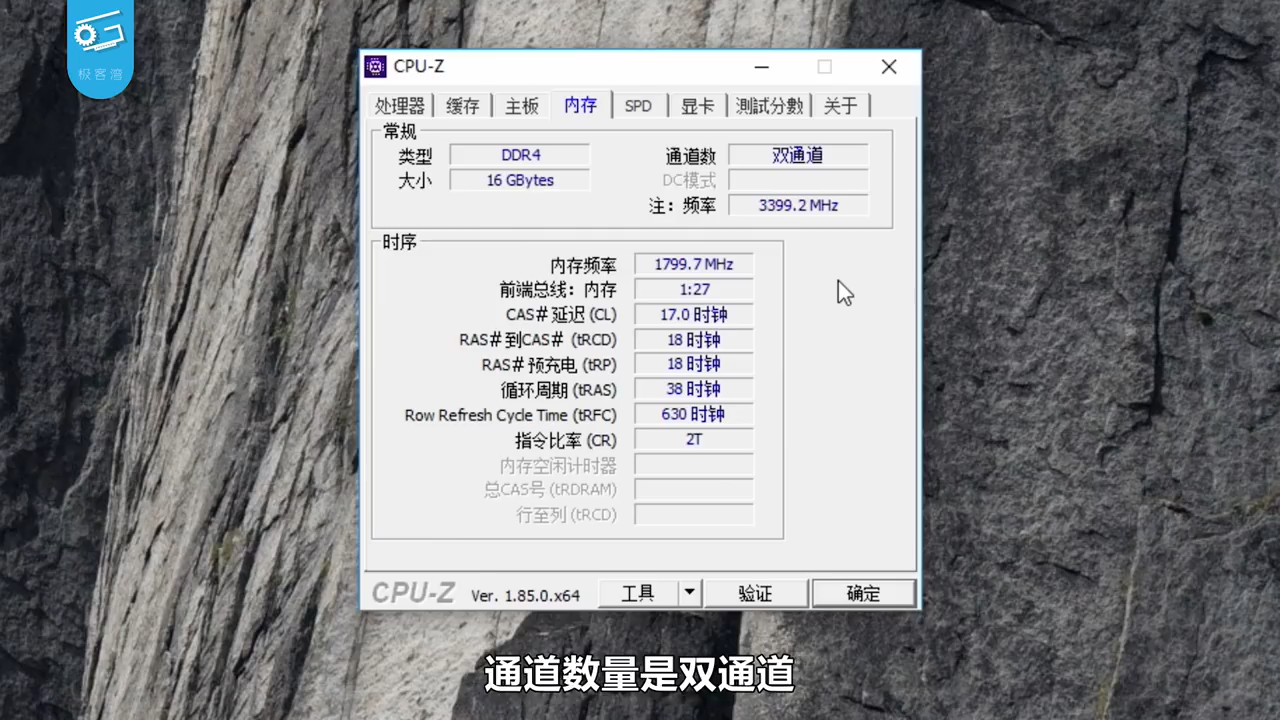 极客湾
CPU-Z
处理器 缓存 主板 内存 SPD 显卡 测試分數 关于
常规
类型 DDR4 通道数 双通道
大小 16 GBytes DC模式
注：频率 3399.2 MHz
时序
内存频率 1799.7 MHz
前端总线：内存 1:27
CAS# 延迟 (CL) 17.0 时钟
RAS# 到CAS# (tRCD) 18 时钟
RAS# 预充电 (tRP) 18 时钟
循环周期 (tRAS) 38 时钟
Row Refresh Cycle Time (tRFC) 630 时钟
指令比率 (CR) 2T
内存空闲计时器
总CAS号 (tRDRAM)
行至列 (tRCD)
CPU-Z Ver. 1.85.0.x64 工具 验证 确定
通道数量是双通道